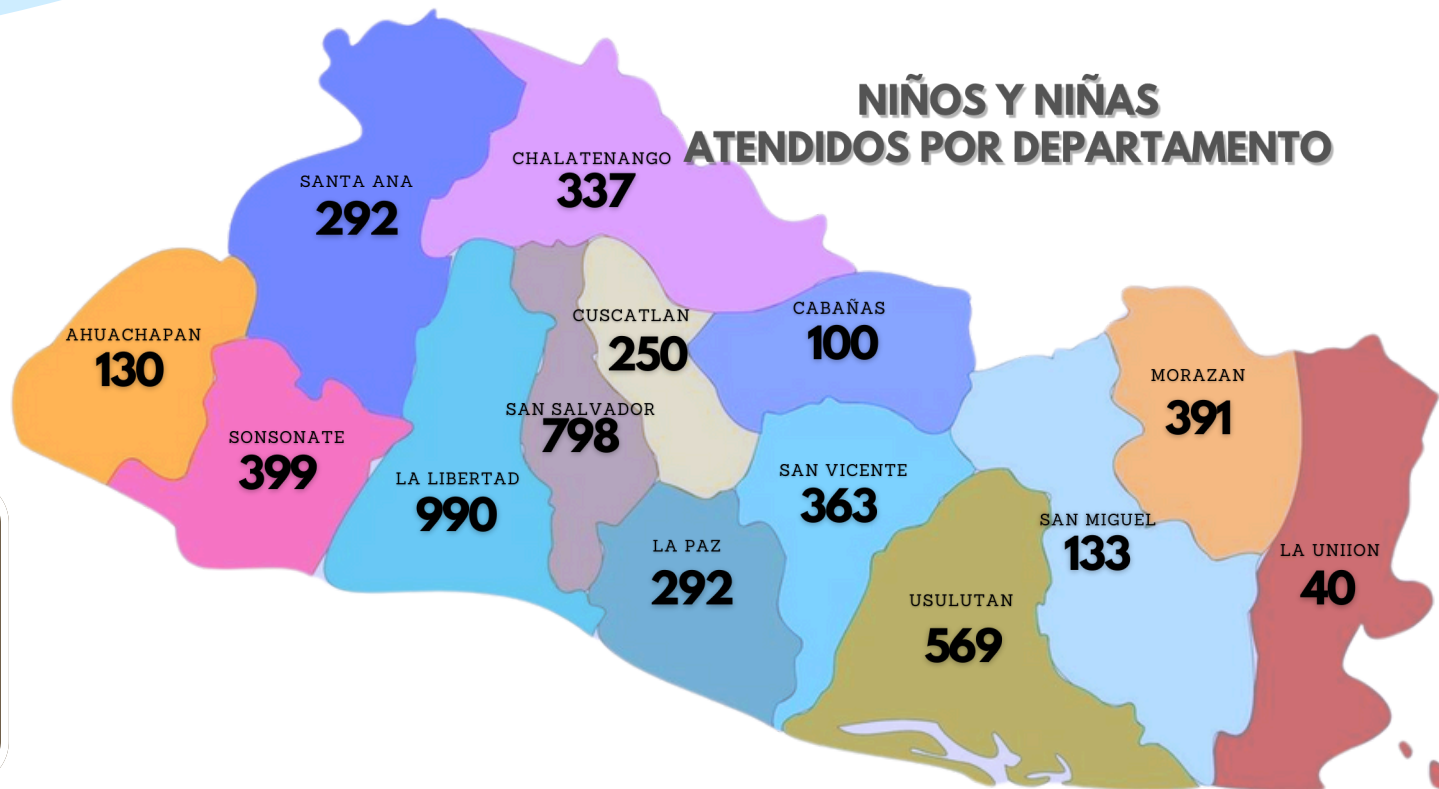 NIÑOS Y NIÑAS
ATENDIDOS POR DEPARTAMENTO
CHALATENANGO
337
SANTA ANA
292
AHUACHAPAN
130
SONSONATE
399
LA LIBERTAD
990
SAN SALVADOR
798
CUSCATLAN
250
CABAÑAS
100
LA PAZ
292
SAN VICENTE
363
USULUTAN
569
SAN MIGUEL
133
MORAZAN
391
LA UNIION
40